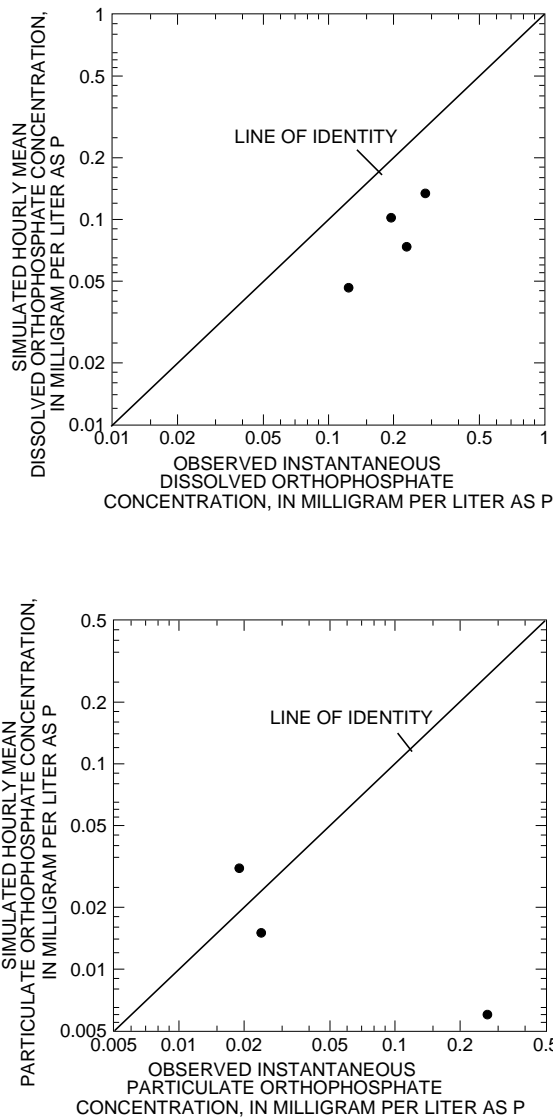 SIMULATED HOURLY MEAN
DISSOLVED ORTHOPHOSPHATE CONCENTRATION,
IN MILLIGRAM PER LITER AS P
1
0.5
0.2
0.1
0.05
0.02
0.01
LINE OF IDENTITY
0.01 0.02 0.05 0.1 0.2 0.5 1
OBSERVED INSTANTANEOUS
DISSOLVED ORTHOPHOSPHATE
CONCENTRATION, IN MILLIGRAM PER LITER AS P
SIMULATED HOURLY MEAN
PARTICULATE ORTHOPHOSPHATE CONCENTRATION,
IN MILLIGRAM PER LITER AS P
0.5
0.2
0.1
0.05
0.02
0.01
0.005
LINE OF IDENTITY
0.005 0.01 0.02 0.05 0.1 0.2 0.5
OBSERVED INSTANTANEOUS
PARTICULATE ORTHOPHOSPHATE
CONCENTRATION, IN MILLIGRAM PER LITER AS P